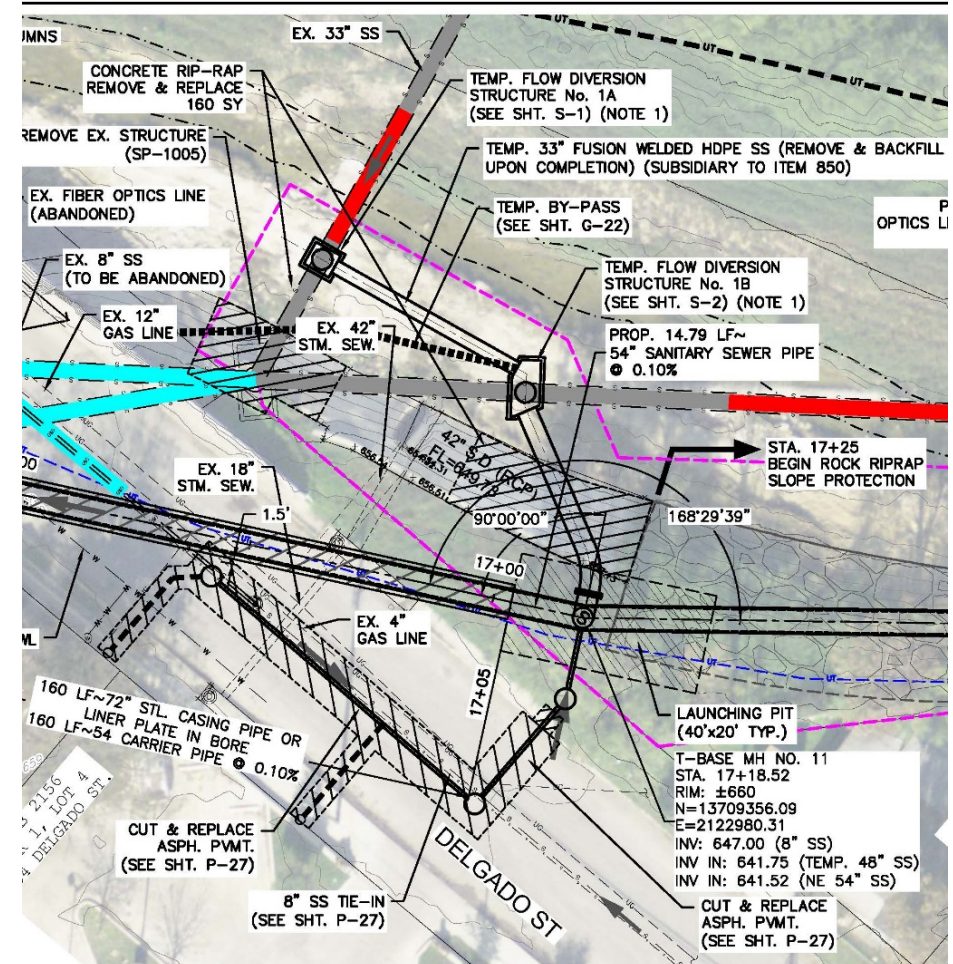 UMNS
EX. 33" SS
CONCRETE RIP-RAP
REMOVE & REPLACE
160 SY
TEMP. FLOW DIVERSION
STRUCTURE No. 1A
(SEE SHT. S-1) (NOTE 1)
REMOVE EX. STRUCTURE
(SP-1005)
TEMP. 33" FUSION WELDED HDPE SS (REMOVE & BACKFILL
UPON COMPLETION) (SUBSIDIARY TO ITEM 850)
EX. FIBER OPTICS LINE
(ABANDONED)
TEMP. BY-PASS
(SEE SHT. G-22)
P
OPTICS LI
EX. 8" SS
(TO BE ABANDONED)
TEMP. FLOW DIVERSION
STRUCTURE No. 1B
(SEE SHT. S-2) (NOTE 1)
EX. 12"
GAS LINE
EX. 42"
STM. SEW.
PROP. 14.79 LF~
54" SANITARY SEWER PIPE
@ 0.10%
42" S.D. (RCP)
656.51
STA. 17+25
BEGIN ROCK RIPRAP
SLOPE PROTECTION
EX. 18"
STM. SEW.
1.5'
90°00'00"
168°29'39"
17+00
EX. 4"
GAS LINE
WL
17+05
160 LF~72" STL. CASING PIPE OR
LINER PLATE IN BORE
160 LF~54 CARRIER PIPE @ 0.10%
LAUNCHING PIT
(40'x20' TYP.)
T-BASE MH NO. 11
STA. 17+18.52
RIM: ±660
N=13709356.09
E=2122980.31
INV: 647.00 (8" SS)
INV IN: 641.75 (TEMP. 48" SS)
INV IN: 641.52 (NE 54" SS)
2156
1, LOT 4
DELGADO ST.
CUT & REPLACE
ASPH. PVMT.
(SEE SHT. P-27)
DELGADO ST
8" SS TIE-IN
(SEE SHT. P-27)
CUT & REPLACE
ASPH. PVMT.
(SEE SHT. P-27)